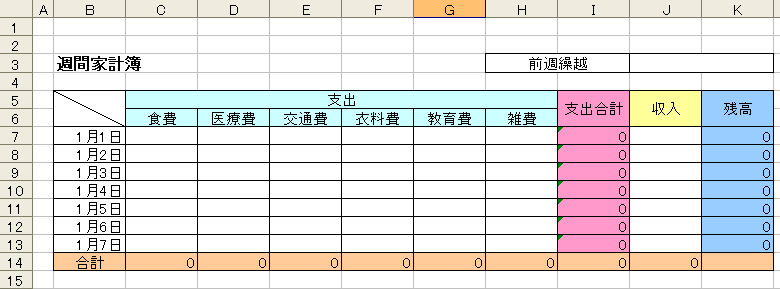 A B C D E F G H I J K
1
2
3 週間家計簿 前週繰越
4
5 支出 支出合計 収入 残高
6 食費 医療費 交通費 衣料費 教育費 雑費
7 1月1日 0 0
8 1月2日 0 0
9 1月3日 0 0
10 1月4日 0 0
11 1月5日 0 0
12 1月6日 0 0
13 1月7日 0 0
14 合計 0 0 0 0 0 0 0 0
15